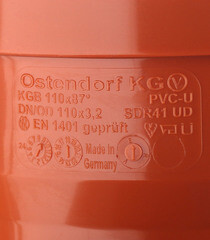 Ostendorf KG
KGB 110x87° PVC-U
DN/OD 110x3,2 SDR41 UD
EN 1401 geprüft
Made in
Germany